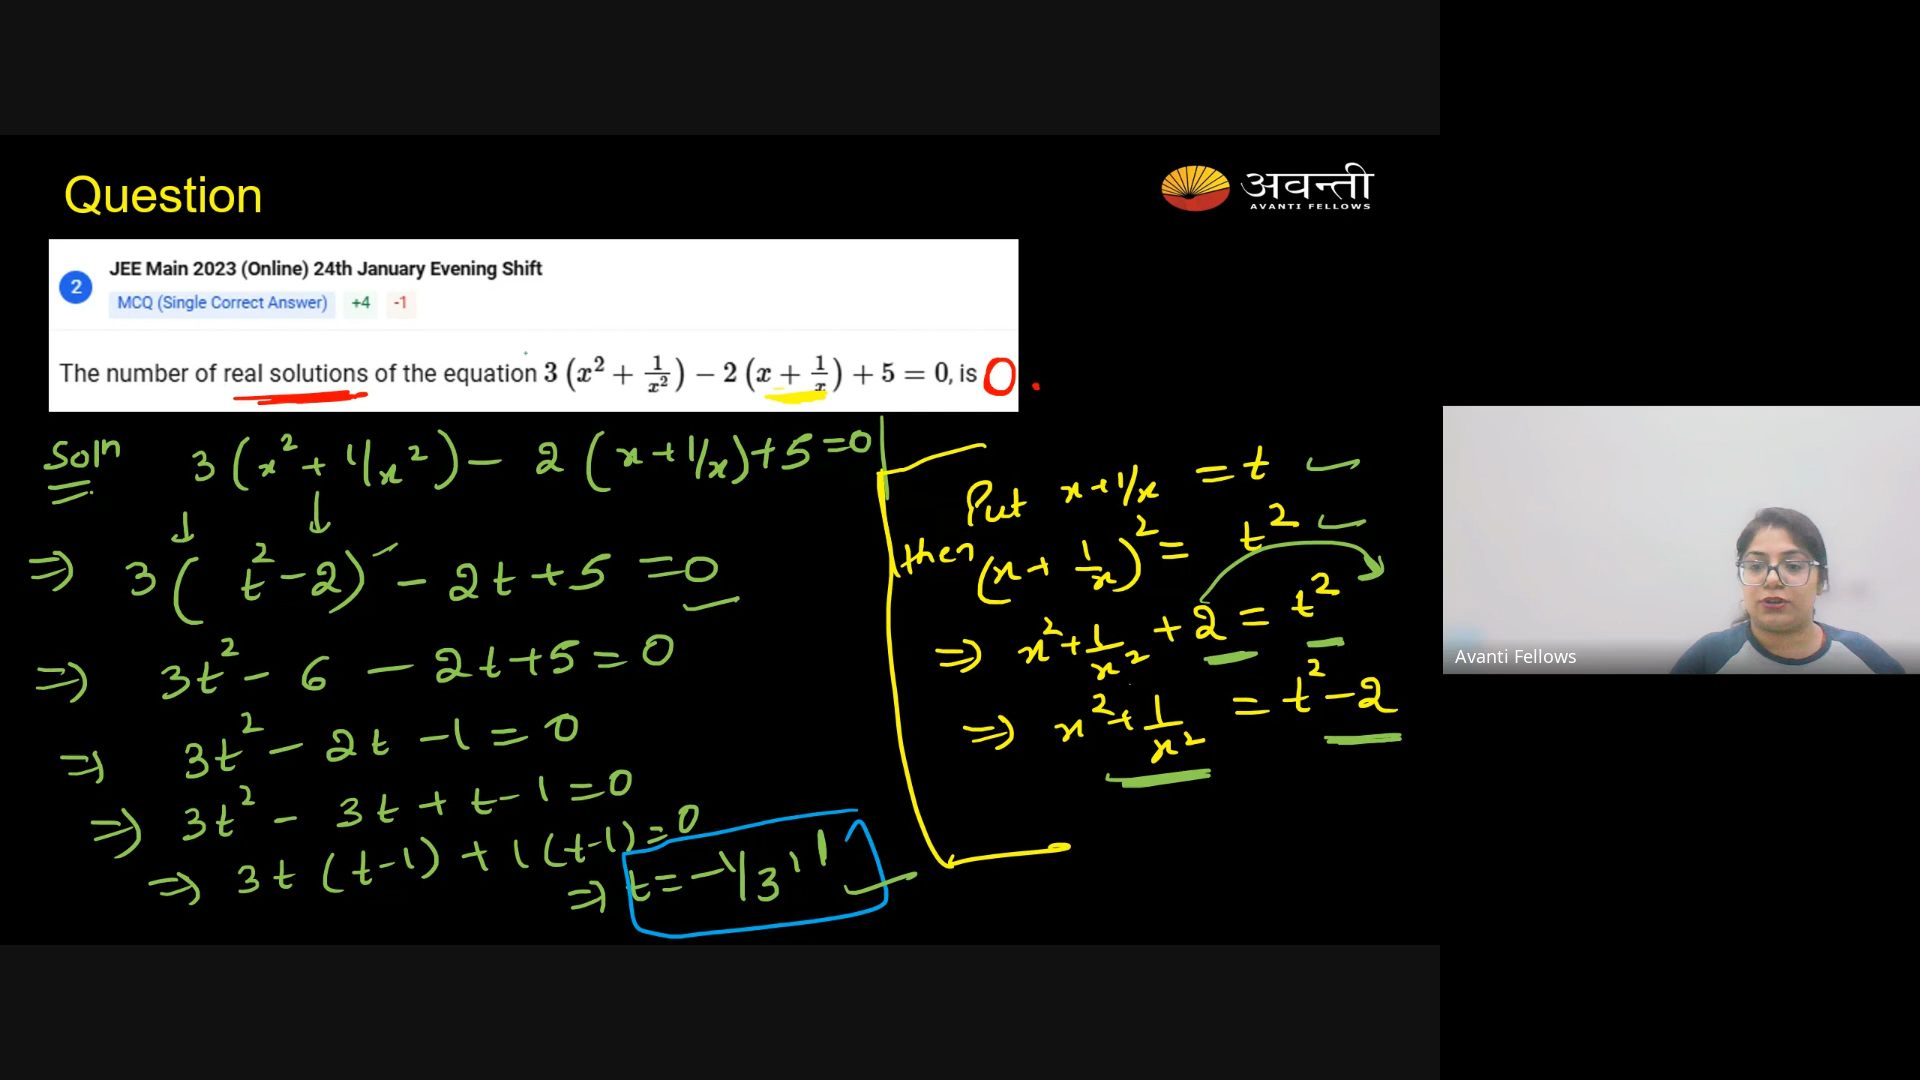 Question
अवन्ती
AVANTI FELLOWS
2
JEE Main 2023 (Online) 24th January Evening Shift
MCQ (Single Correct Answer) +4 -1
The number of real solutions of the equation 3 (x² + 1/x²) − 2 (x + 1/x) + 5 = 0, is 0.
Soln 3 (x² + 1/x²) − 2 (x + 1/x) + 5 = 0
⇒ 3 ( t² − 2) − 2t + 5 = 0
⇒ 3t² − 6 − 2t + 5 = 0
⇒ 3t² − 2t − 1 = 0
⇒ 3t² − 3t + t − 1 = 0
⇒ 3t (t−1) + 1 (t−1) = 0
⇒ t = −1/3, 1
Put x + 1/x = t
then (x + 1/x)² = t²
⇒ x² + 1/x² + 2 = t²
⇒ x² + 1/x² = t² − 2
Avanti Fellows